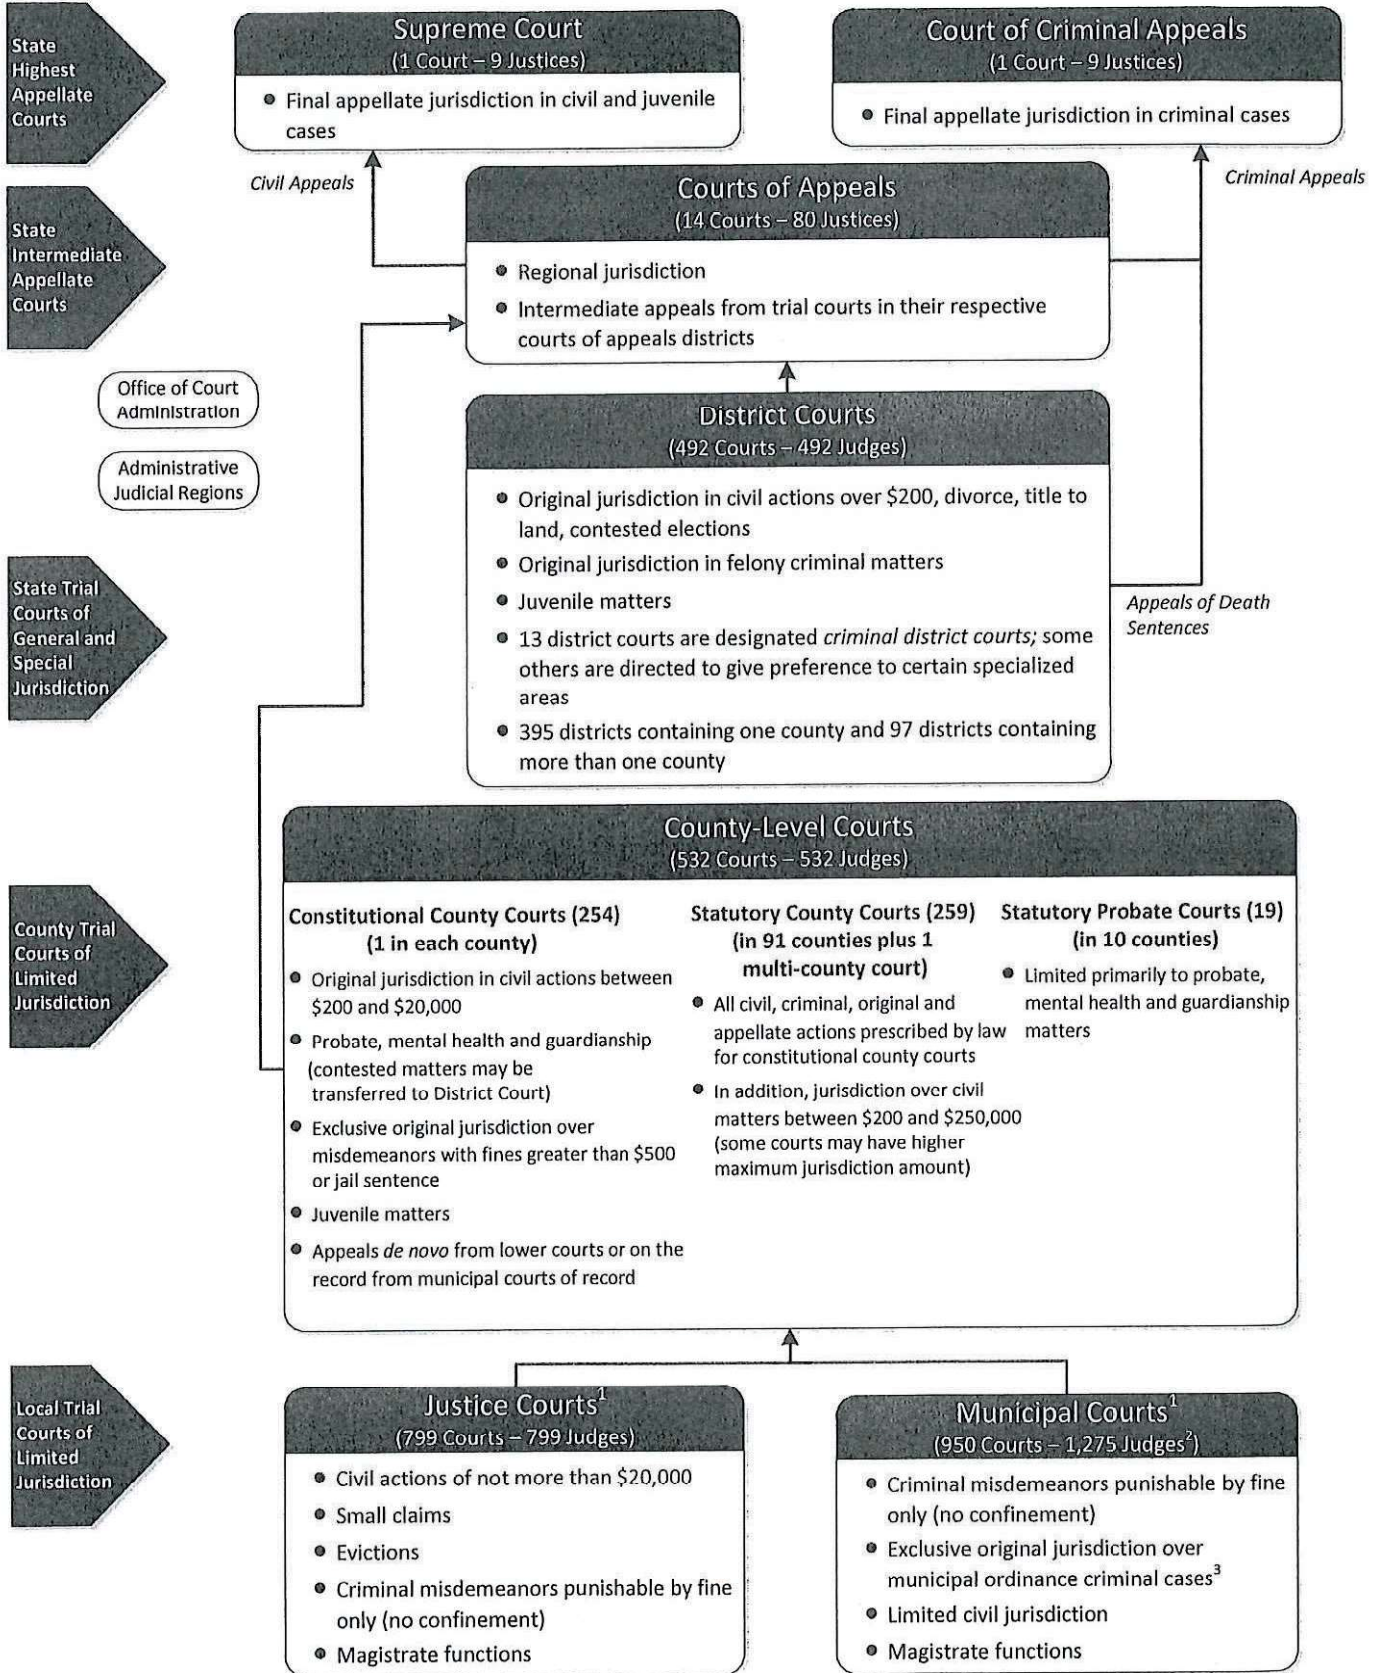 State
Highest
Appellate
Courts
Supreme Court
(1 Court – 9 Justices)
● Final appellate jurisdiction in civil and juvenile
cases
Court of Criminal Appeals
(1 Court – 9 Justices)
● Final appellate jurisdiction in criminal cases
Civil Appeals
Criminal Appeals
State
Intermediate
Appellate
Courts
Courts of Appeals
(14 Courts – 80 Justices)
● Regional jurisdiction
● Intermediate appeals from trial courts in their respective
courts of appeals districts
Office of Court
Administration
Administrative
Judicial Regions
District Courts
(492 Courts – 492 Judges)
● Original jurisdiction in civil actions over $200, divorce, title to
land, contested elections
● Original jurisdiction in felony criminal matters
● Juvenile matters
● 13 district courts are designated criminal district courts; some
others are directed to give preference to certain specialized
areas
● 395 districts containing one county and 97 districts containing
more than one county
State Trial
Courts of
General and
Special
Jurisdiction
Appeals of Death
Sentences
County-Level Courts
(532 Courts – 532 Judges)
County Trial
Courts of
Limited
Jurisdiction
Constitutional County Courts (254)
(1 in each county)
● Original jurisdiction in civil actions between
$200 and $20,000
● Probate, mental health and guardianship
(contested matters may be
transferred to District Court)
● Exclusive original jurisdiction over
misdemeanors with fines greater than $500
or jail sentence
● Juvenile matters
● Appeals de novo from lower courts or on the
record from municipal courts of record
Statutory County Courts (259)
(in 91 counties plus 1
multi-county court)
● All civil, criminal, original and
appellate actions prescribed by law
for constitutional county courts
● In addition, jurisdiction over civil
matters between $200 and $250,000
(some courts may have higher
maximum jurisdiction amount)
Statutory Probate Courts (19)
(in 10 counties)
● Limited primarily to probate,
mental health and guardianship
matters
Local Trial
Courts of
Limited
Jurisdiction
Justice Courts¹
(799 Courts – 799 Judges)
● Civil actions of not more than $20,000
● Small claims
● Evictions
● Criminal misdemeanors punishable by fine
only (no confinement)
● Magistrate functions
Municipal Courts¹
(950 Courts – 1,275 Judges²)
● Criminal misdemeanors punishable by fine
only (no confinement)
● Exclusive original jurisdiction over
municipal ordinance criminal cases³
● Limited civil jurisdiction
● Magistrate functions